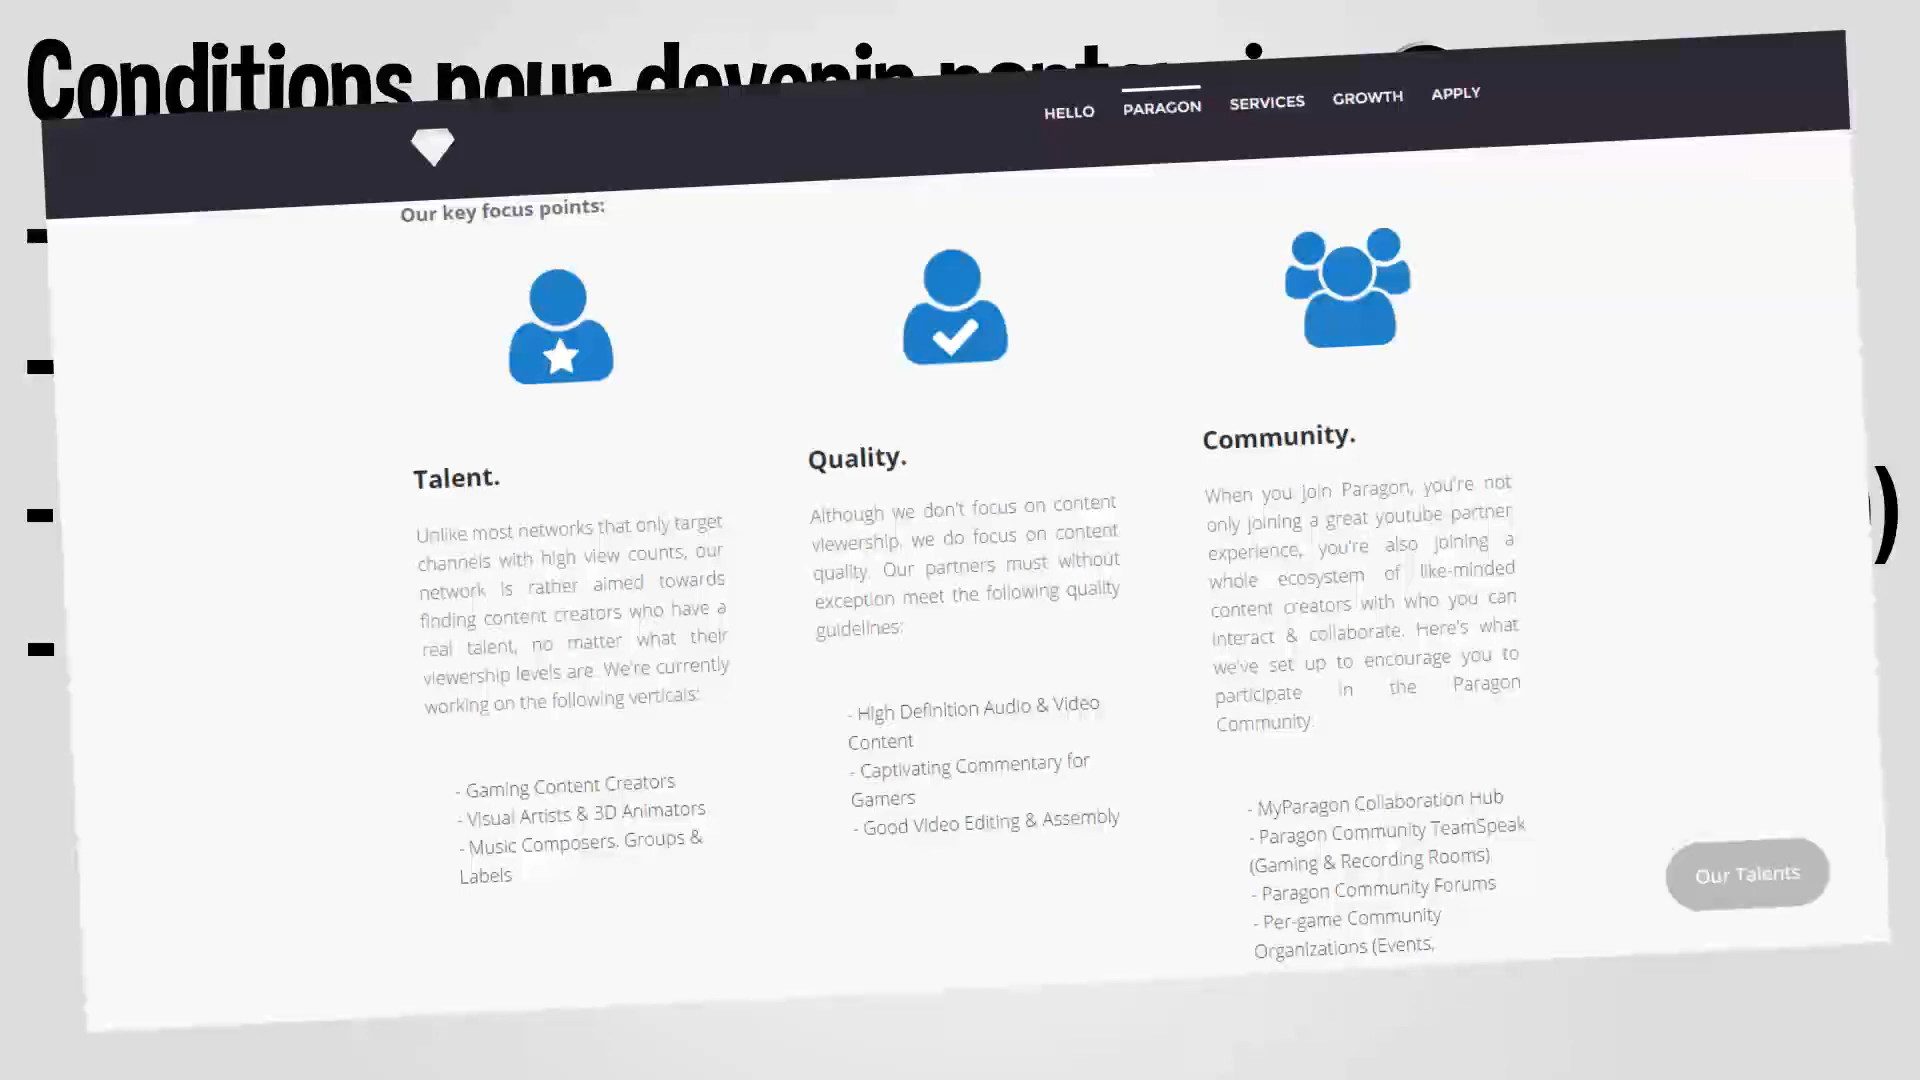 Conditions pour devenir
HELLO PARAGON SERVICES GROWTH APPLY
Our key focus points:
Talent.
Unlike most networks that only target
channels with high view counts, our
network is rather aimed towards
finding content creators who have a
real talent, no matter what their
viewership levels are. We're currently
working on the following verticals:
- Gaming Content Creators
- Visual Artists & 3D Animators
- Music Composers, Groups &
Labels
Quality.
Although we don't focus on content
viewership, we do focus on content
quality. Our partners must without
exception meet the following quality
guidelines:
- High Definition Audio & Video
Content
- Captivating Commentary for
Gamers
- Good Video Editing & Assembly
Community.
When you join Paragon, you're not
only joining a great youtube partner
experience, you're also joining a
whole ecosystem of like-minded
content creators with who you can
interact & collaborate. Here's what
we've set up to encourage you to
participate in the Paragon
Community.
- MyParagon Collaboration Hub
- Paragon Community TeamSpeak
(Gaming & Recording Rooms)
- Paragon Community Forums
- Per-game Community
Organizations (Events,
Our Talents
-
-
-
-
)